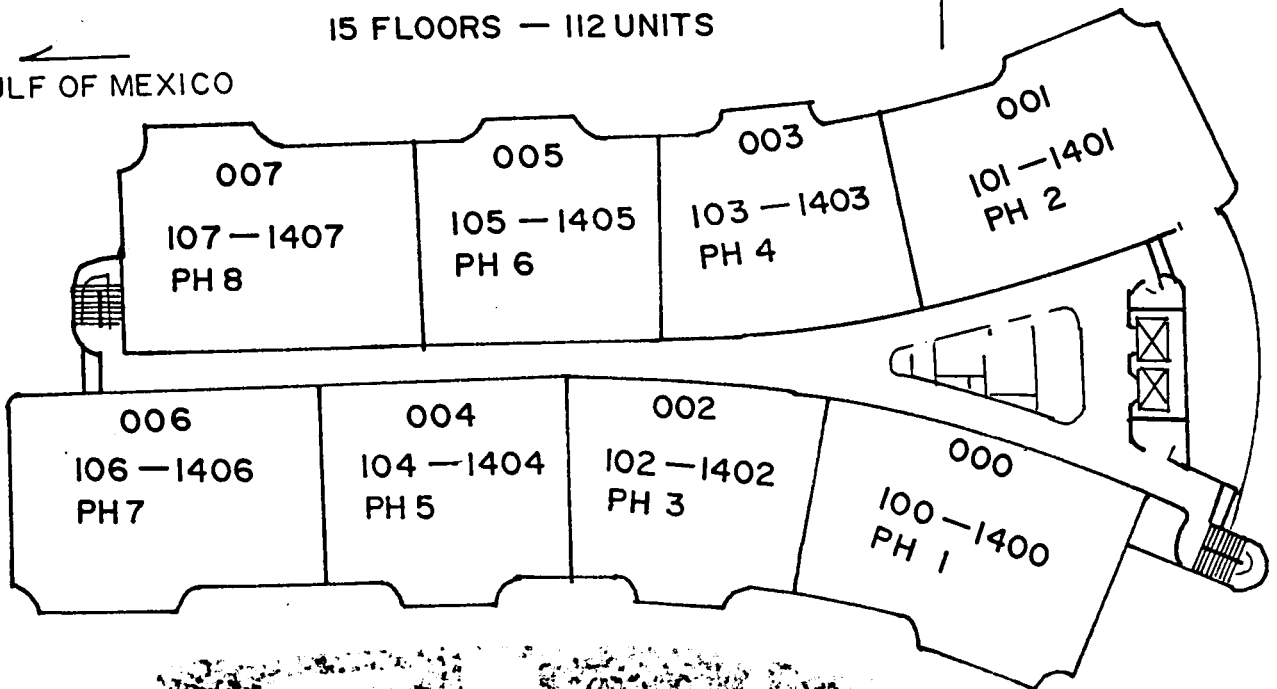 15 FLOORS — 112 UNITS
ULF OF MEXICO
007
107—1407
PH 8
005
105—1405
PH 6
003
103—1403
PH 4
001
101—1401
PH 2
006
106—1406
PH 7
004
104—1404
PH 5
002
102—1402
PH 3
000
100—1400
PH 1